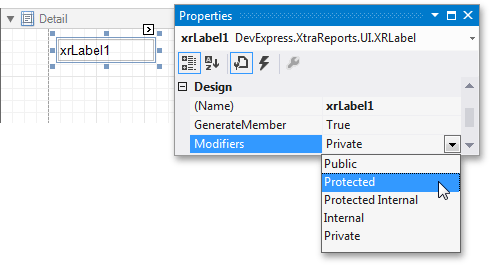 Detail
xrLabel1
Properties
xrLabel1 DevExpress.XtraReports.UI.XRLabel
A Z
Design
(Name) xrLabel1
GenerateMember True
Modifiers Private
Public
Protected
Protected Internal
Internal
Private